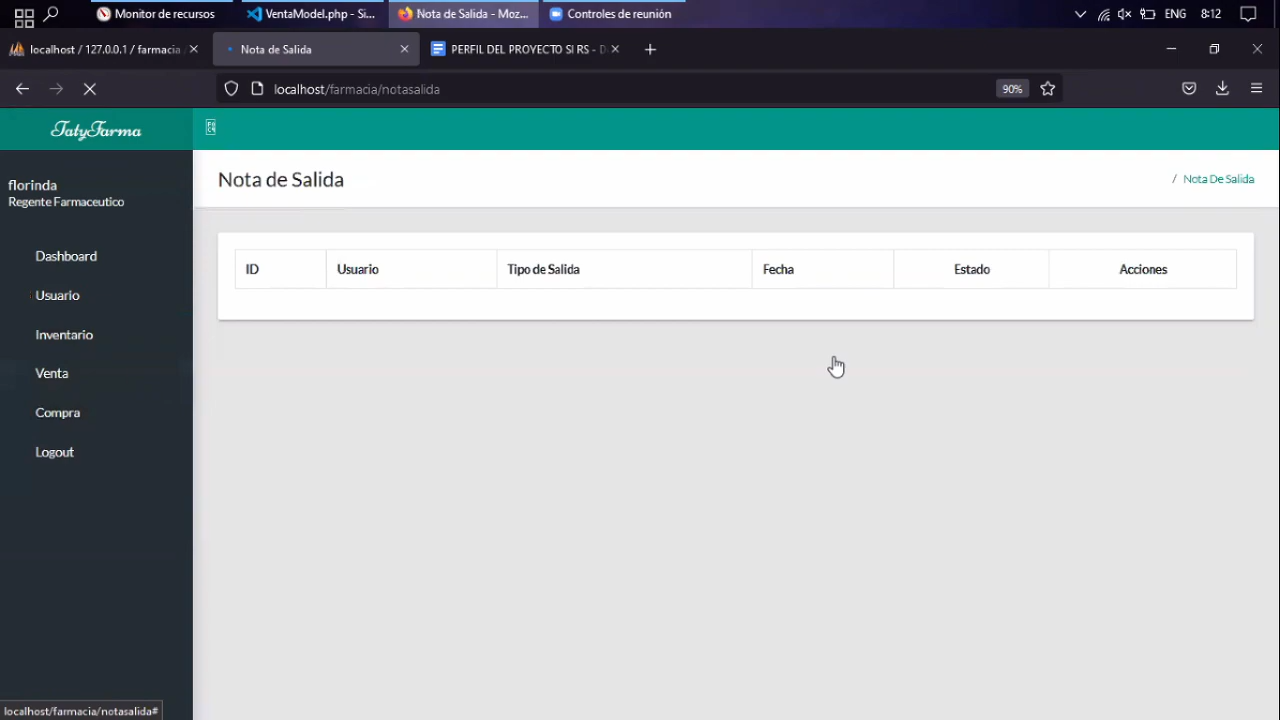 Monitor de recursos
VentaModel.php - Si...
Nota de Salida - Moz...
Controles de reunión
ENG
8:12
localhost / 127.0.0.1 / farmacia
Nota de Salida
PERFIL DEL PROYECTO SI RS - D
localhost/farmacia/notasalida
90%
TatyFarma
florinda
Regente Farmaceutico
Dashboard
Usuario
Inventario
Venta
Compra
Logout
Nota de Salida
/ Nota De Salida
ID Usuario Tipo de Salida Fecha Estado Acciones
localhost/farmacia/notasalida#